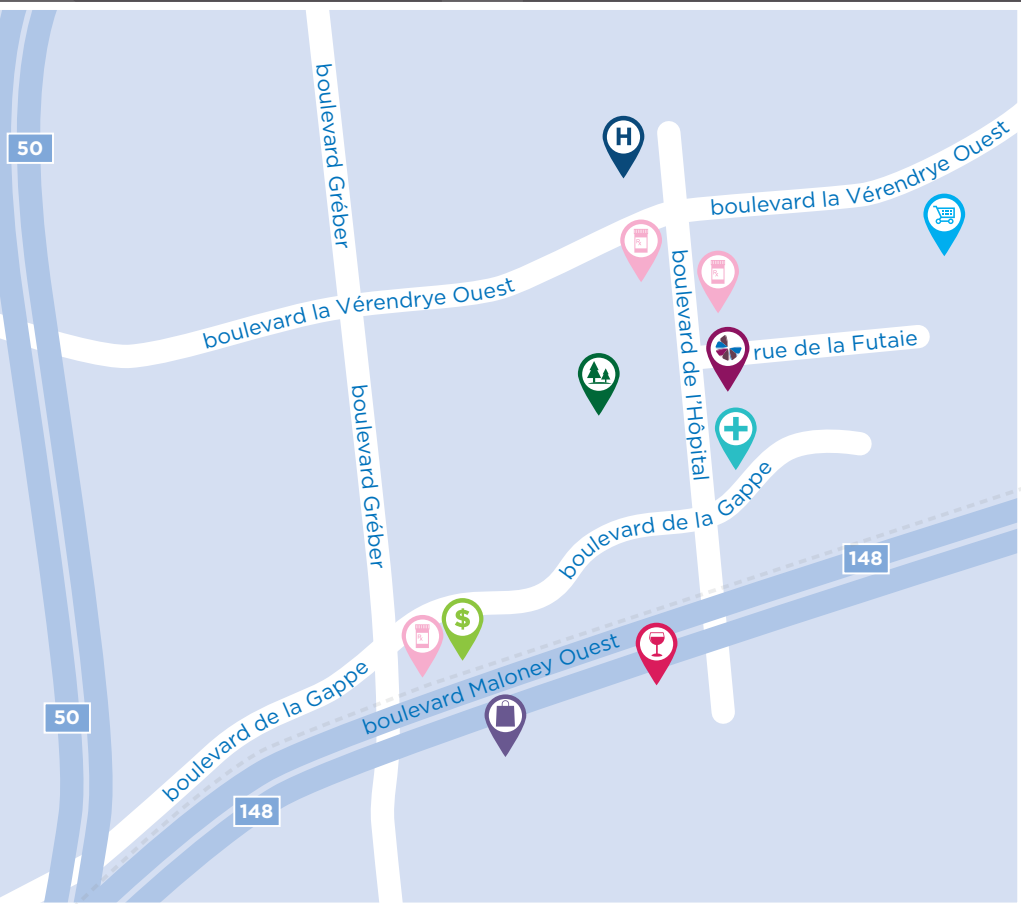 boulevard Gréber
50
H
boulevard la Vérendrye Ouest
boulevard la Vérendrye Ouest
boulevard de l'Hôpital
rue de la Futaie
boulevard Gréber
boulevard de la Gappe
148
$
boulevard Maloney Ouest
boulevard de la Gappe
50
148